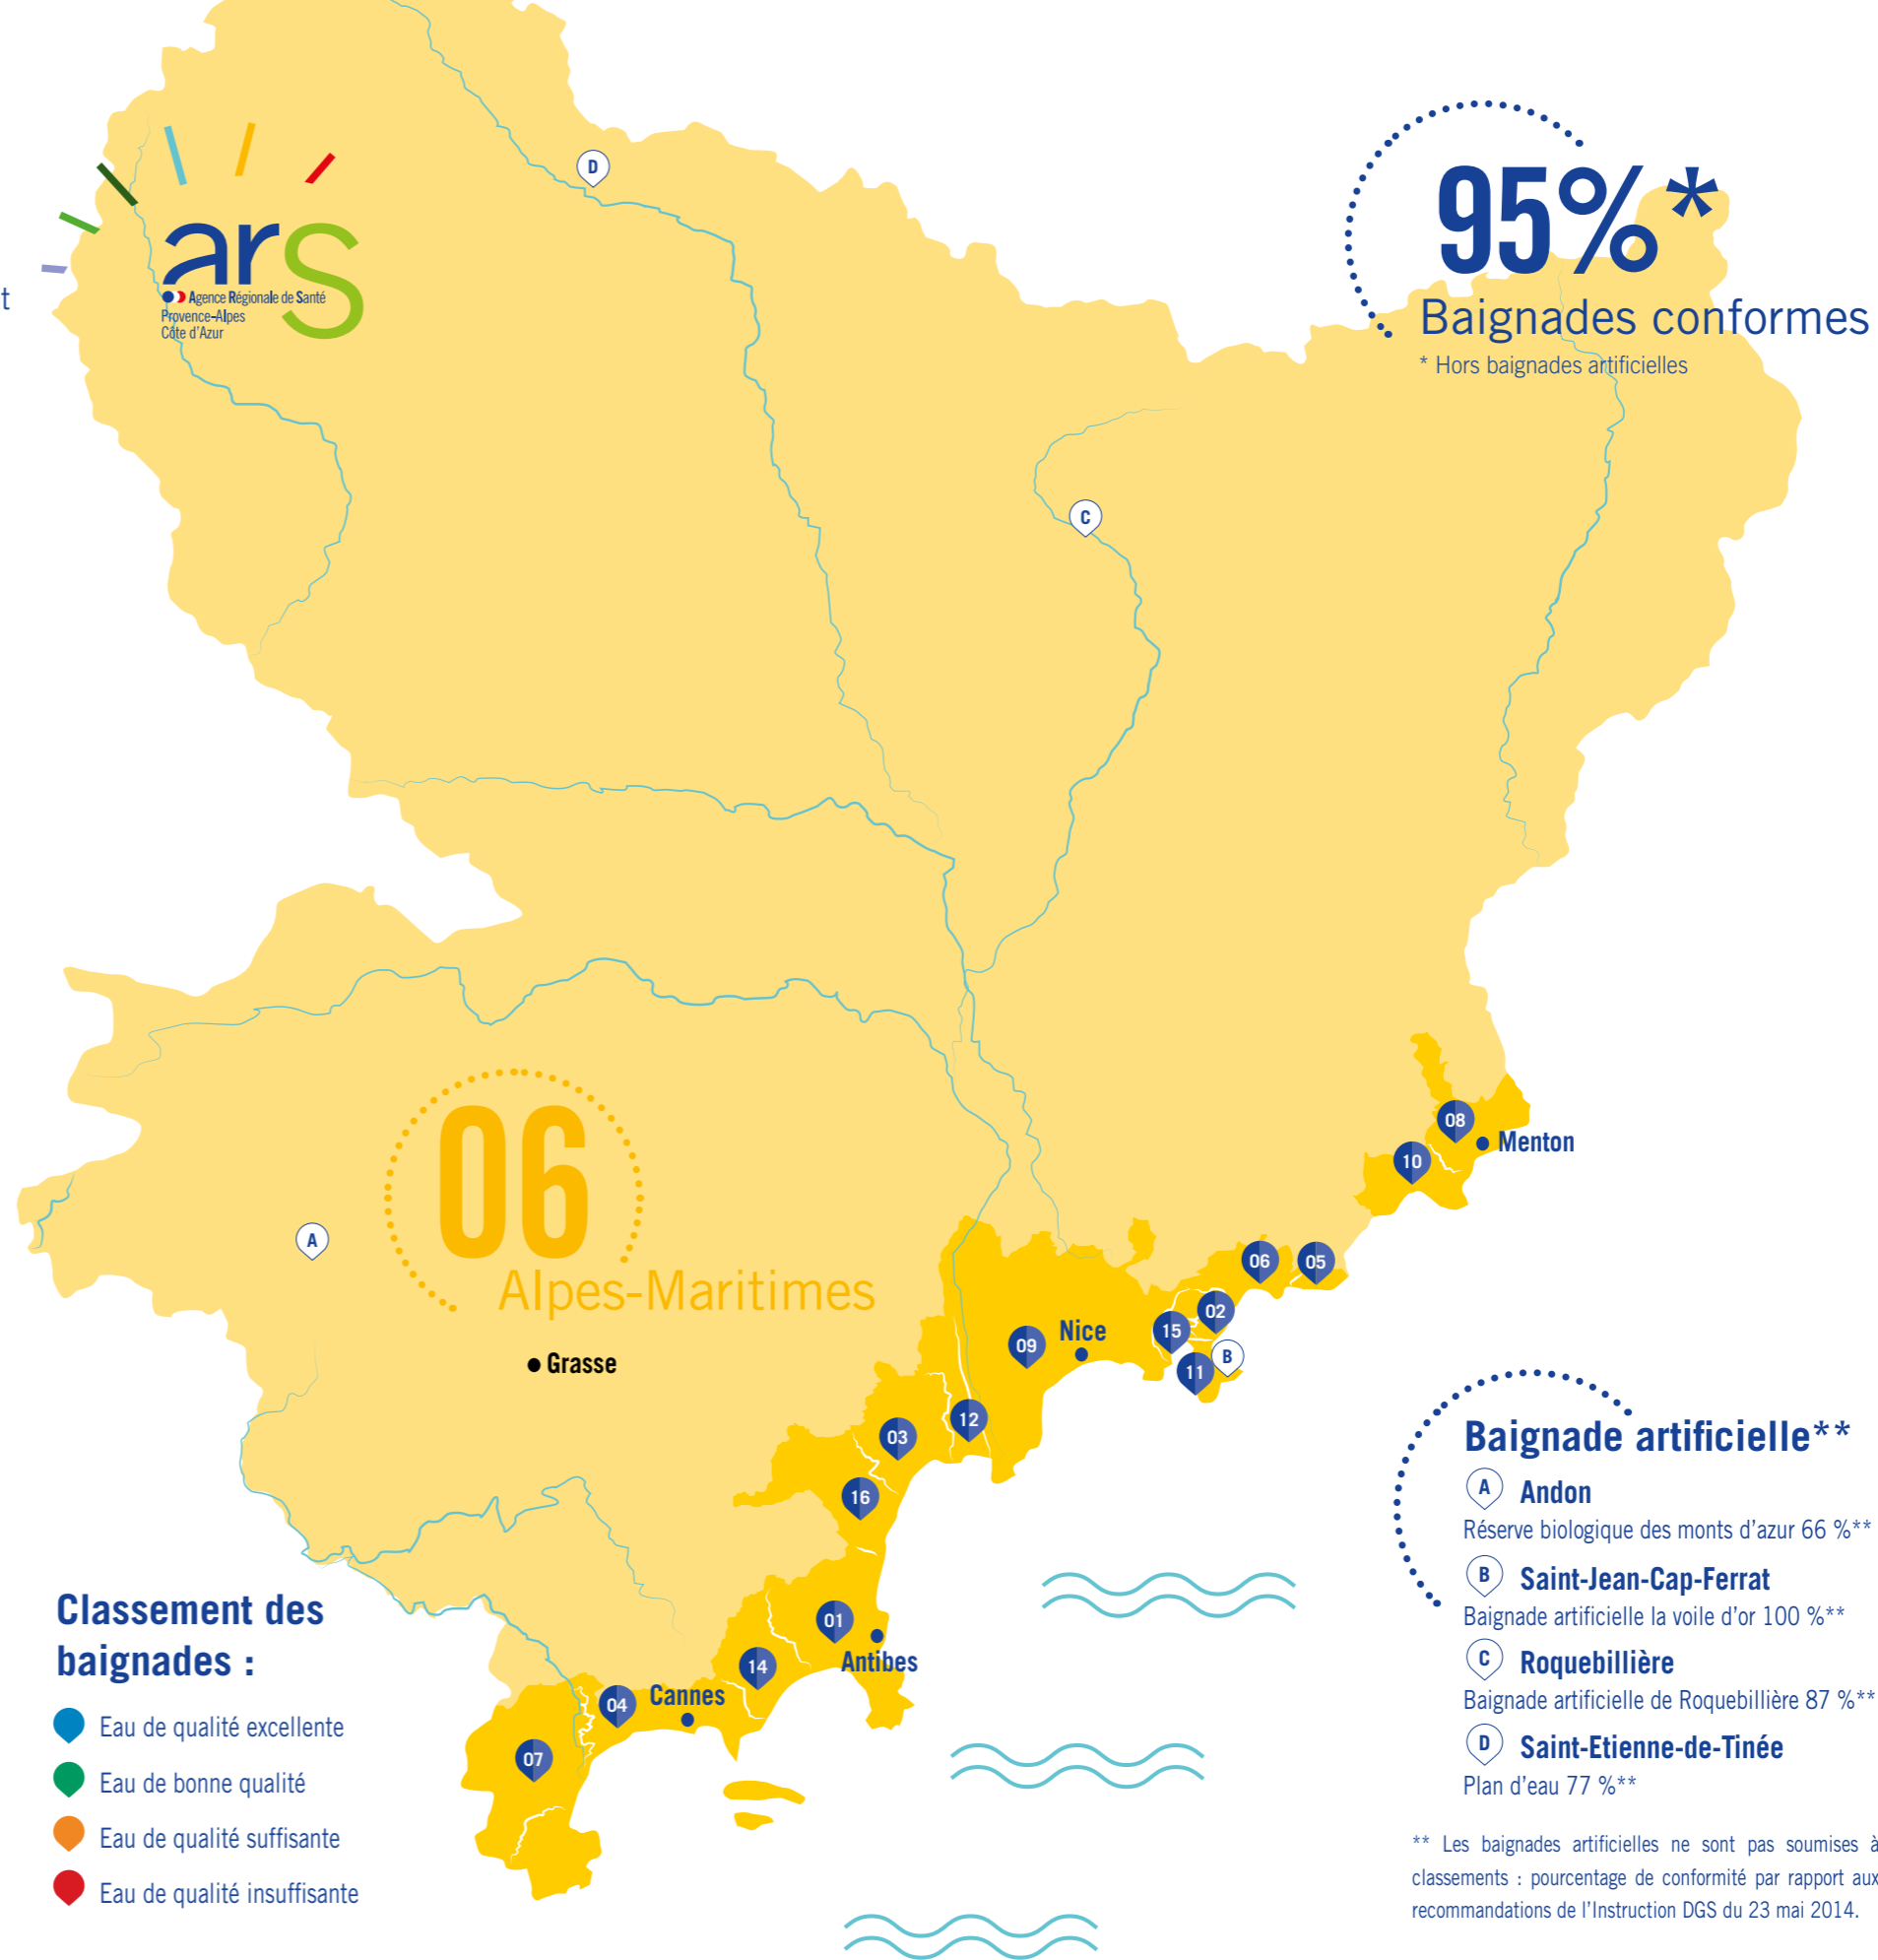 t
ars
Agence Régionale de Santé
Provence-Alpes
Côte d'Azur
D
95%*
Baignades conformes
* Hors baignades artificielles
C
06
Alpes-Maritimes
A
Grasse
08
Menton
10
06
05
02
15
Nice
09
B
11
12
03
16
01
Antibes
14
Cannes
04
07
Classement des
baignades :
Eau de qualité excellente
Eau de bonne qualité
Eau de qualité suffisante
Eau de qualité insuffisante
Baignade artificielle**
A Andon
Réserve biologique des monts d'azur 66 %**
B Saint-Jean-Cap-Ferrat
Baignade artificielle la voile d'or 100 %**
C Roquebillière
Baignade artificielle de Roquebillière 87 %**
D Saint-Etienne-de-Tinée
Plan d'eau 77 %**
** Les baignades artificielles ne sont pas soumises à
classements : pourcentage de conformité par rapport aux
recommandations de l'Instruction DGS du 23 mai 2014.